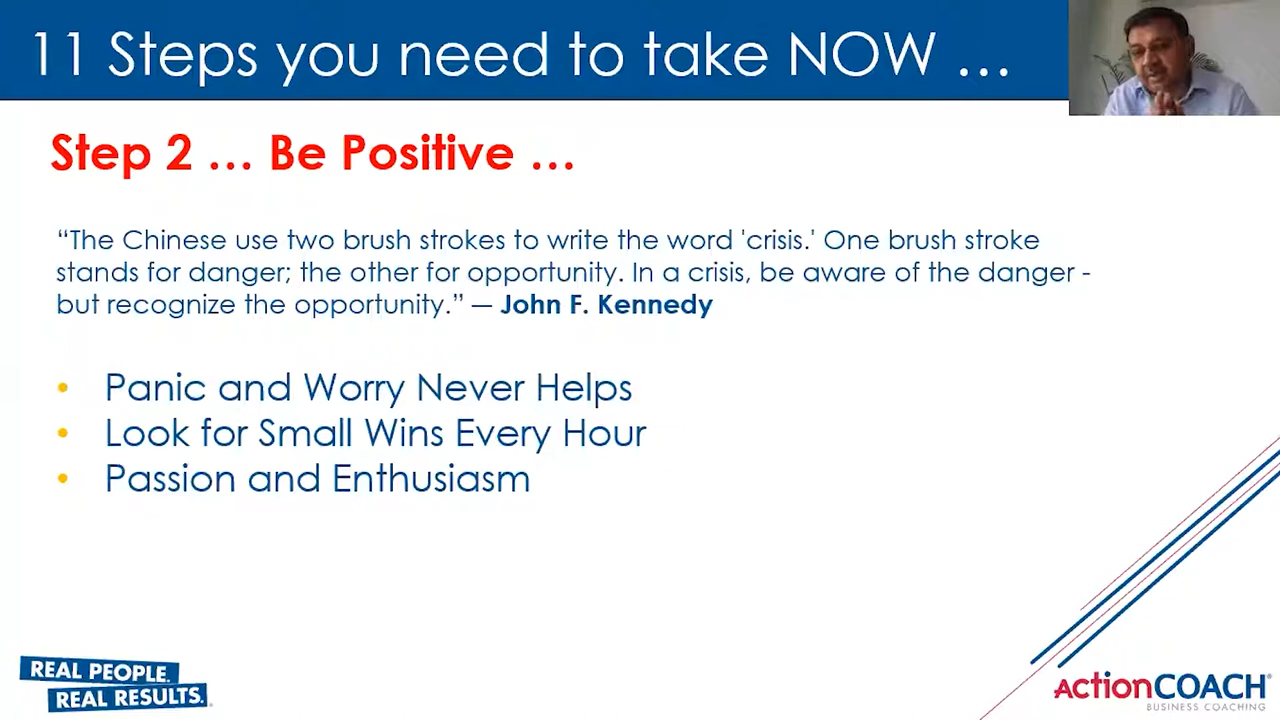 11 Steps you need to take NOW ...
Step 2 ... Be Positive ...
“The Chinese use two brush strokes to write the word 'crisis.' One brush stroke
stands for danger; the other for opportunity. In a crisis, be aware of the danger -
but recognize the opportunity.” — John F. Kennedy
• Panic and Worry Never Helps
• Look for Small Wins Every Hour
• Passion and Enthusiasm
REAL PEOPLE.
REAL RESULTS.
ActionCOACH®
BUSINESS COACHING